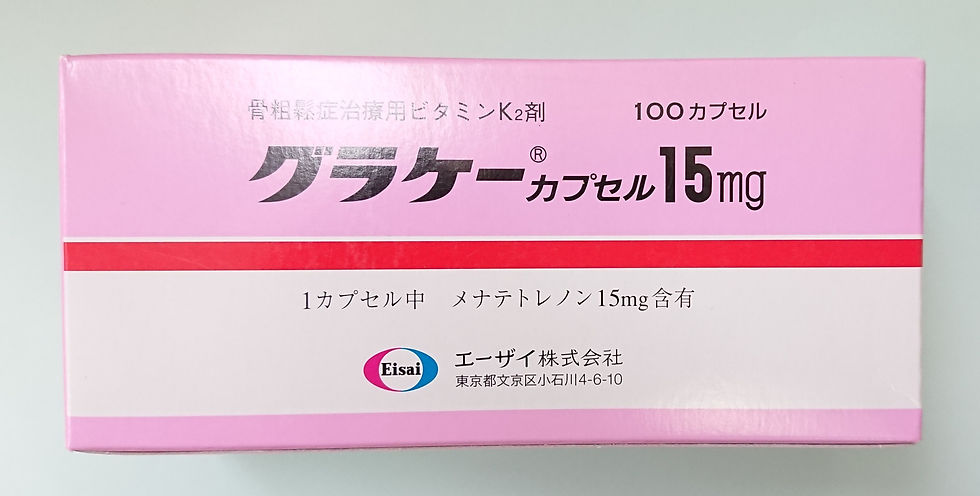 骨粗鬆症治療用ビタミンK₂剤 100カプセル
グラケー®カプセル15mg
1カプセル中 メナテトレノン15mg含有
Eisai エーザイ株式会社
東京都文京区小石川4-6-10